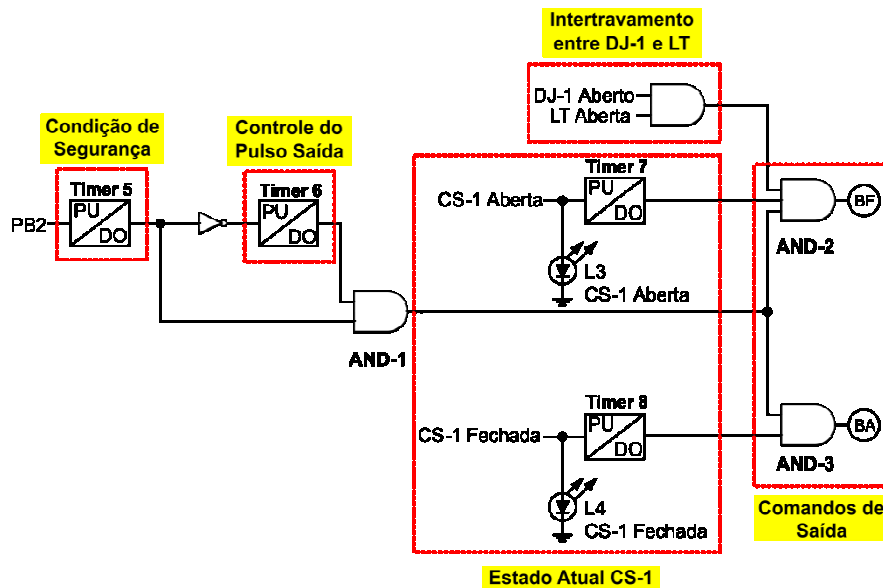 Intertravamento
entre DJ-1 e LT
DJ-1 Aberto
LT Aberta
Condição de
Segurança
Controle do
Pulso Saída
Timer 5
PU
DO
PB2
Timer 6
PU
DO
AND-1
Timer 7
PU
DO
CS-1 Aberta
L3
CS-1 Aberta
AND-2
BF
Timer 8
PU
DO
CS-1 Fechada
L4
CS-1 Fechada
AND-3
BA
Comandos de
Saída
Estado Atual CS-1